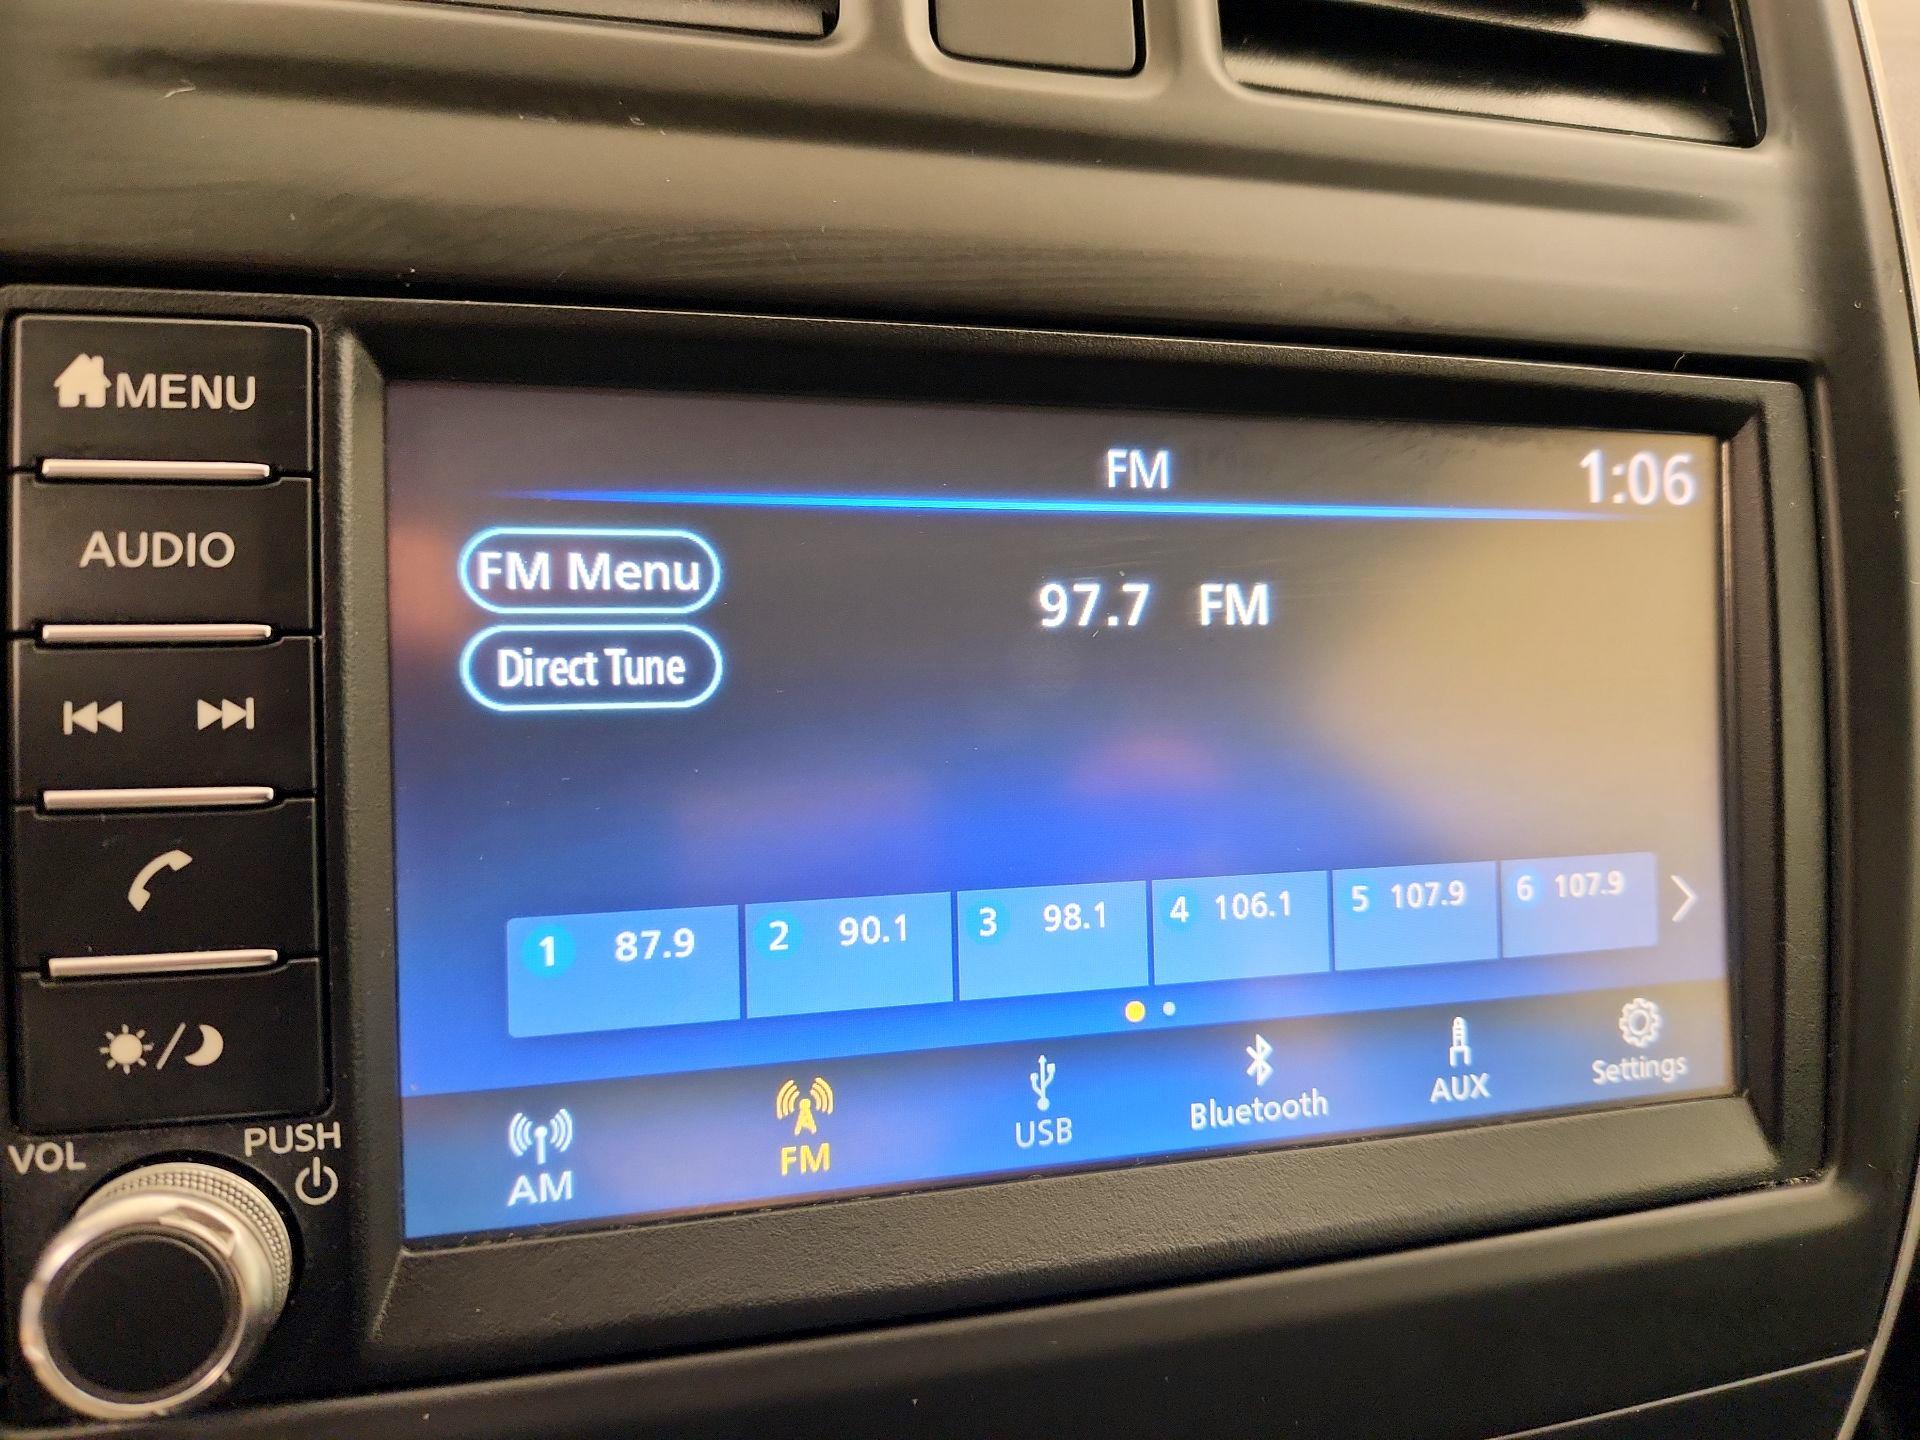 MENU
AUDIO
VOL
PUSH
FM
1:06
FM Menu
97.7 FM
Direct Tune
1 87.9
2 90.1
3 98.1
4 106.1
5 107.9
6 107.9
AM
FM
USB
Bluetooth
AUX
Settings